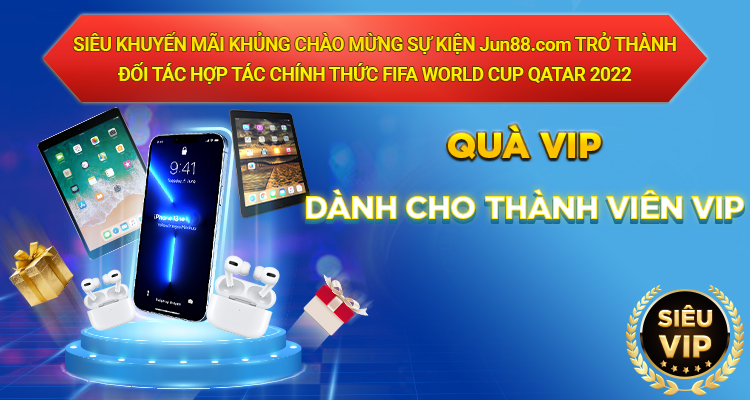 SIÊU KHUYẾN MÃI KHỦNG CHÀO MỪNG SỰ KIỆN Jun88.com TRỞ THÀNH
ĐỐI TÁC HỢP TÁC CHÍNH THỨC FIFA WORLD CUP QATAR 2022
QUÀ VIP
DÀNH CHO THÀNH VIÊN VIP
9:41
SIÊU
VIP